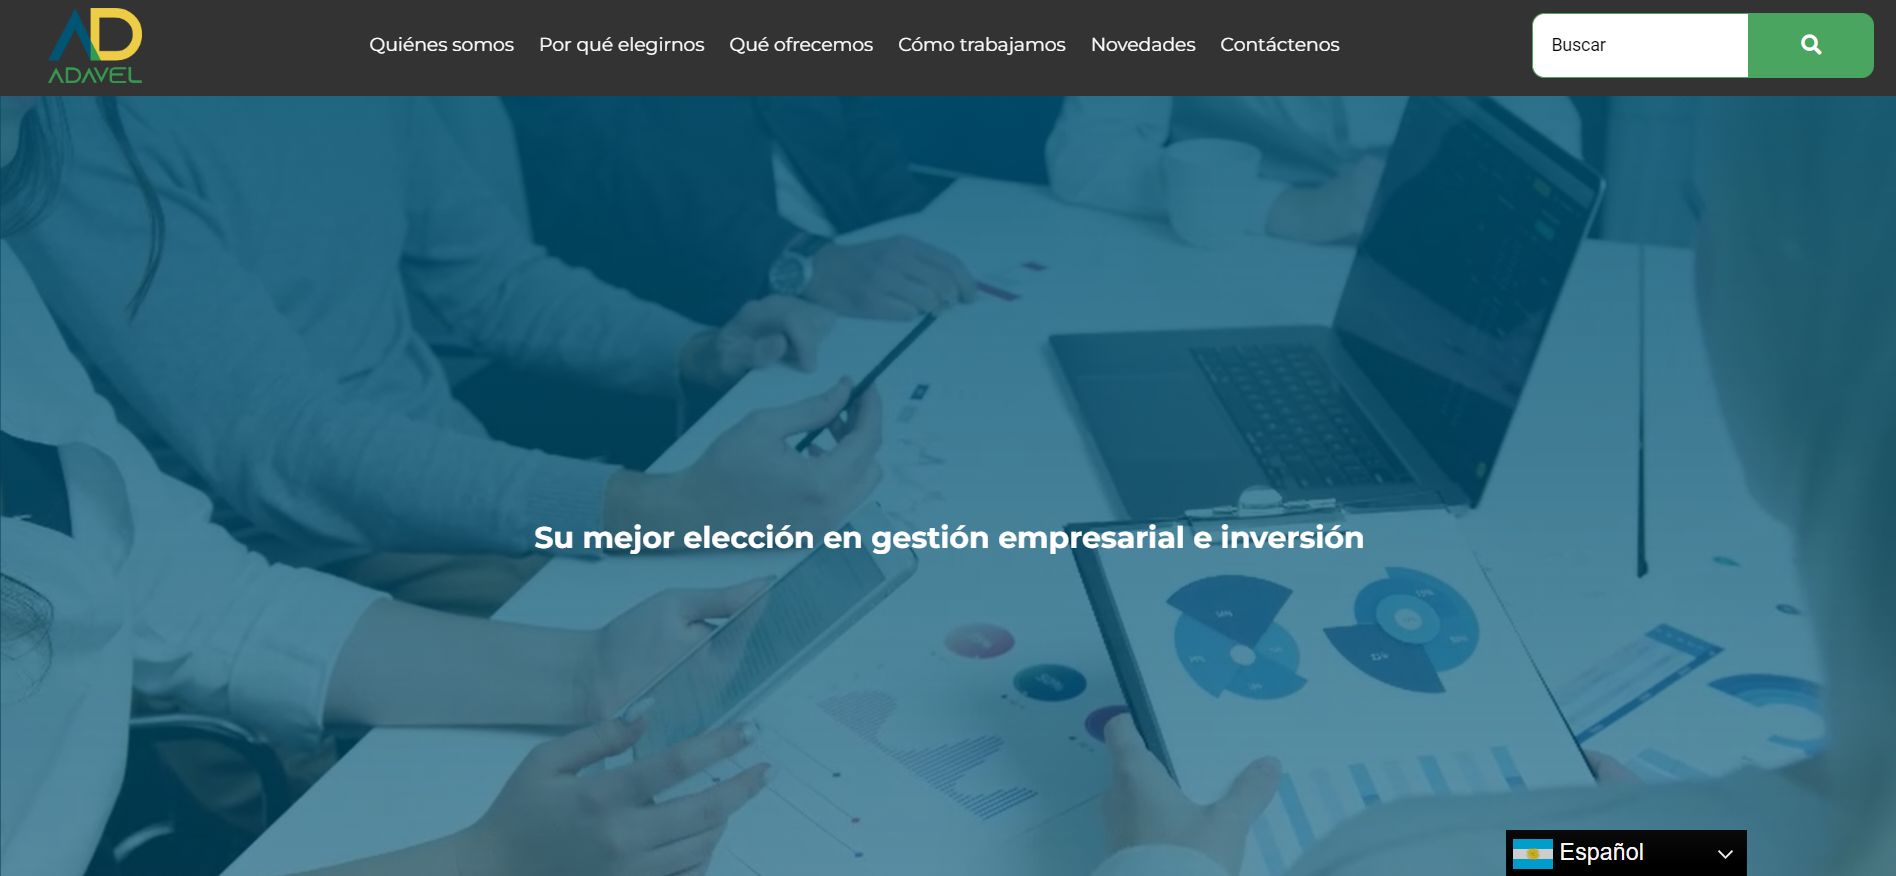 ADAVEL
Quiénes somos Por qué elegirnos Qué ofrecemos Cómo trabajamos Novedades Contáctenos
Buscar
Su mejor elección en gestión empresarial e inversión
Español